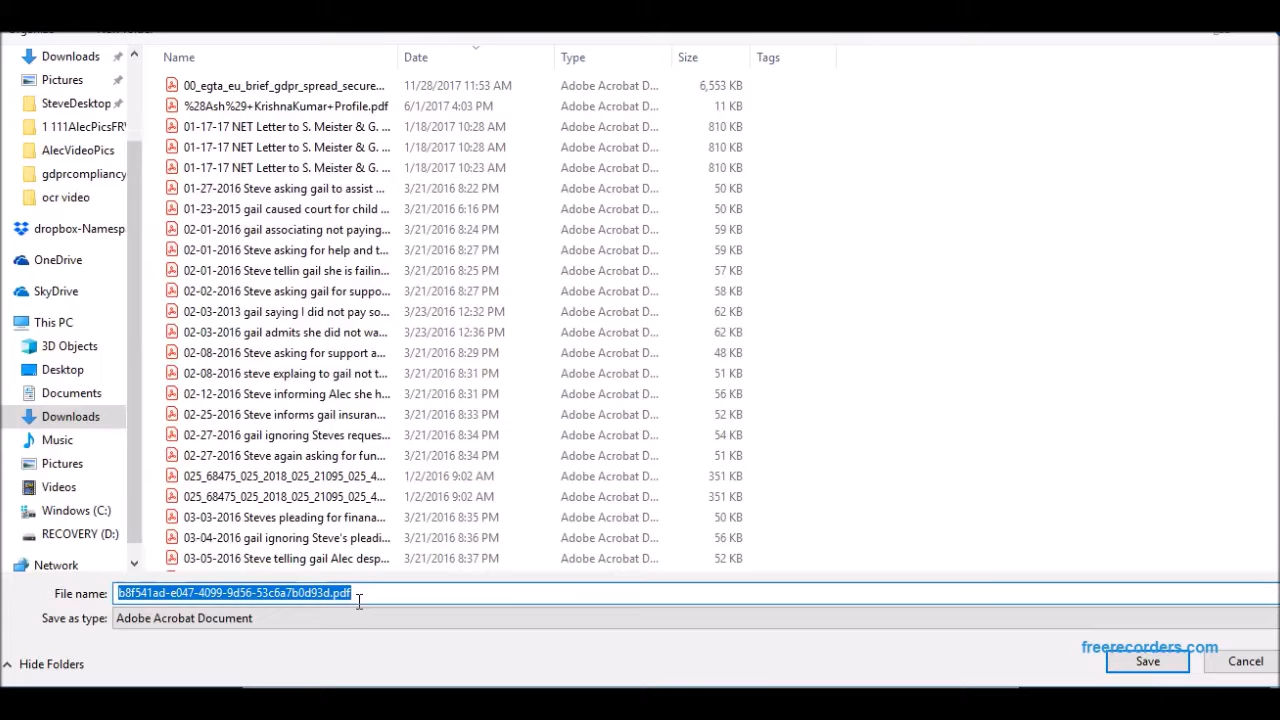 Downloads
Pictures
SteveDesktop
1 111AlecPicsFR
AlecVideoPics
gdprcompliancy
ocr video
dropbox-Namesp
OneDrive
SkyDrive
This PC
3D Objects
Desktop
Documents
Downloads
Music
Pictures
Videos
Windows (C:)
RECOVERY (D:)
Network
Name Date Type Size Tags
00_egta_eu_brief_gdpr_spread_secure... 11/28/2017 11:53 AM Adobe Acrobat D... 6,553 KB
%28Ash%29+KrishnaKumar+Profile.pdf 6/1/2017 4:03 PM Adobe Acrobat D... 11 KB
01-17-17 NET Letter to S. Meister & G. ... 1/18/2017 10:28 AM Adobe Acrobat D... 810 KB
01-17-17 NET Letter to S. Meister & G. ... 1/18/2017 10:28 AM Adobe Acrobat D... 810 KB
01-17-17 NET Letter to S. Meister & G. ... 1/18/2017 10:23 AM Adobe Acrobat D... 810 KB
01-27-2016 Steve asking gail to assist ... 3/21/2016 8:22 PM Adobe Acrobat D... 50 KB
01-23-2015 gail caused court for child ... 3/21/2016 6:16 PM Adobe Acrobat D... 50 KB
02-01-2016 gail associating not paying... 3/21/2016 8:24 PM Adobe Acrobat D... 59 KB
02-01-2016 Steve asking for help and t... 3/21/2016 8:27 PM Adobe Acrobat D... 59 KB
02-01-2016 Steve tellin gail she is failin... 3/21/2016 8:25 PM Adobe Acrobat D... 57 KB
02-02-2016 Steve asking gail for suppo... 3/21/2016 8:27 PM Adobe Acrobat D... 58 KB
02-03-2013 gail saying I did not pay so... 3/23/2016 12:32 PM Adobe Acrobat D... 62 KB
02-03-2016 gail admits she did not wa... 3/23/2016 12:36 PM Adobe Acrobat D... 62 KB
02-08-2016 Steve asking for support a... 3/21/2016 8:29 PM Adobe Acrobat D... 48 KB
02-08-2016 steve explaing to gail not t... 3/21/2016 8:31 PM Adobe Acrobat D... 51 KB
02-12-2016 Steve informing Alec she h... 3/21/2016 8:31 PM Adobe Acrobat D... 56 KB
02-25-2016 Steve informs gail insuran... 3/21/2016 8:33 PM Adobe Acrobat D... 52 KB
02-27-2016 gail ignoring Steves reques... 3/21/2016 8:34 PM Adobe Acrobat D... 54 KB
02-27-2016 Steve again asking for fun... 3/21/2016 8:34 PM Adobe Acrobat D... 51 KB
025_68475_025_2018_025_21095_025_4... 1/2/2016 9:02 AM Adobe Acrobat D... 351 KB
025_68475_025_2018_025_21095_025_4... 1/2/2016 9:02 AM Adobe Acrobat D... 351 KB
03-03-2016 Steves pleading for finana... 3/21/2016 8:35 PM Adobe Acrobat D... 50 KB
03-04-2016 gail ignoring Steve's pleadi... 3/21/2016 8:36 PM Adobe Acrobat D... 56 KB
03-05-2016 Steve telling gail Alec desp... 3/21/2016 8:37 PM Adobe Acrobat D... 52 KB
File name: b8f541ad-e047-4099-9d56-53c6a7b0d93d.pdf
Save as type: Adobe Acrobat Document
freerecorders.com
Hide Folders Save Cancel